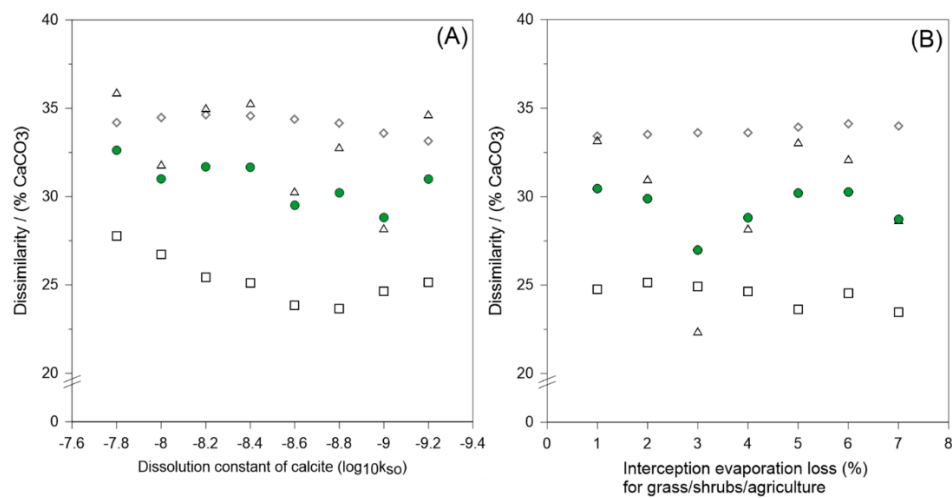 (A)
Dissimilarity / (% CaCO3)
40
35
30
25
20
0
-7.6 -7.8 -8 -8.2 -8.4 -8.6 -8.8 -9 -9.2 -9.4
Dissolution constant of calcite (log10kso)
(B)
Dissimilarity / (% CaCO3)
40
35
30
25
20
0
0 1 2 3 4 5 6 7 8
Interception evaporation loss (%)
for grass/shrubs/agriculture